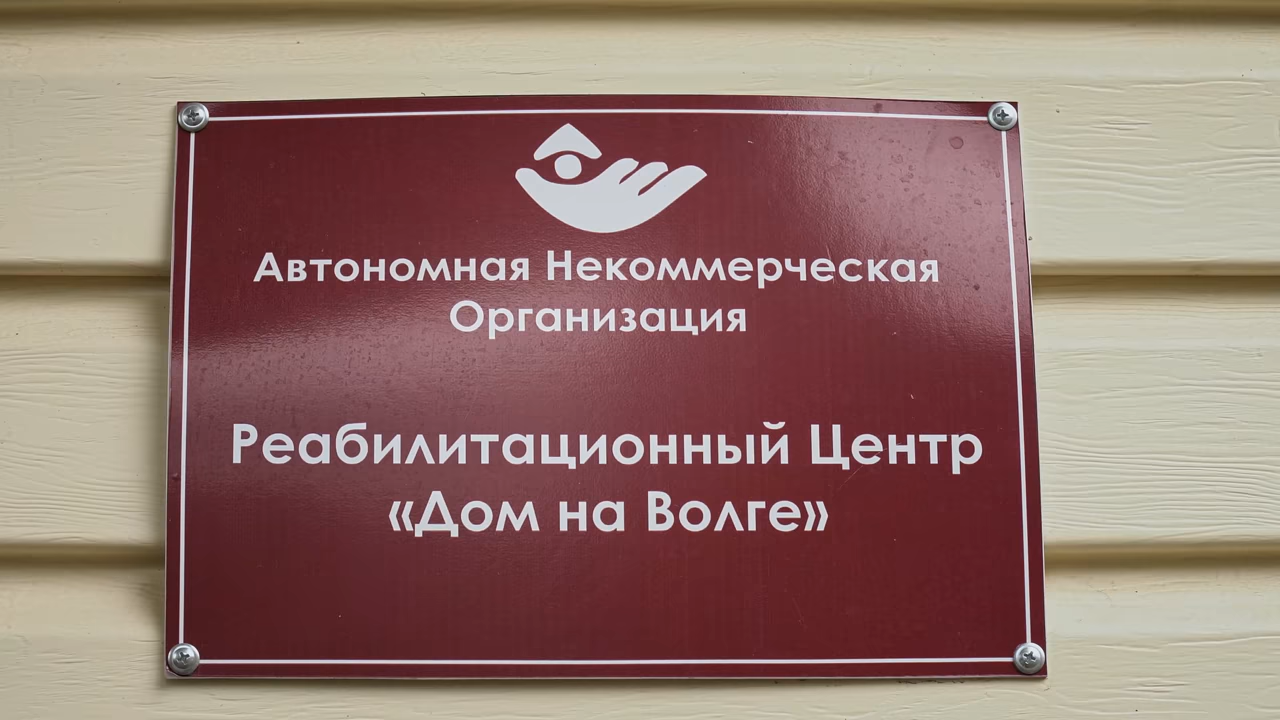 Автономная Некоммерческая
Организация
Реабилитационный Центр
«Дом на Волге»